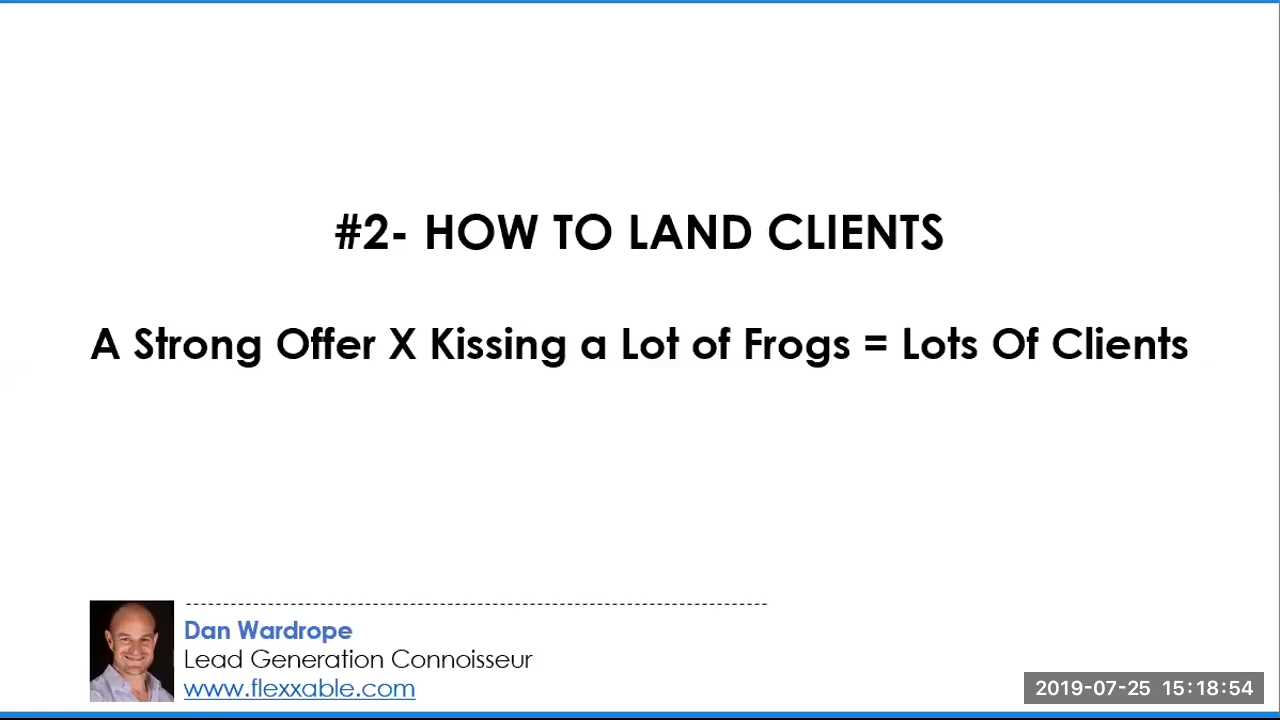 #2- HOW TO LAND CLIENTS
A Strong Offer X Kissing a Lot of Frogs = Lots Of Clients
Dan Wardrope
Lead Generation Connoisseur
www.flexxable.com
2019-07-25 15:18:54